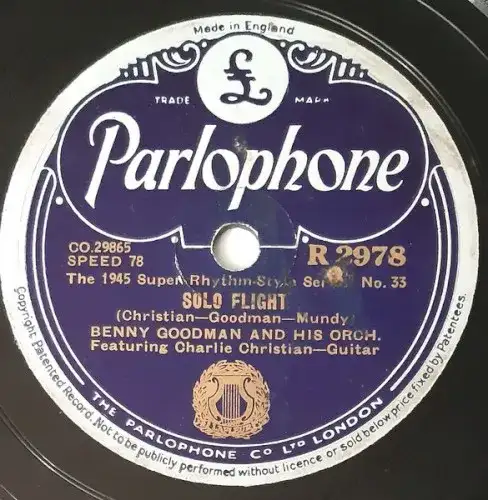 Made in England
£
TRADE MARK
Parlophone
CO.29865
SPEED 78
R 2978
The 1945 Super Rhythm-Style Series No. 33
SOLO FLIGHT
(Christian—Goodman—Mundy)
BENNY GOODMAN AND HIS ORCH.
Featuring Charlie Christian—Guitar
THE PARLOPHONE CO LTD LONDON
Copyright Patented Record. Not to be publicly performed without licence or sold below price fixed by Patentees.